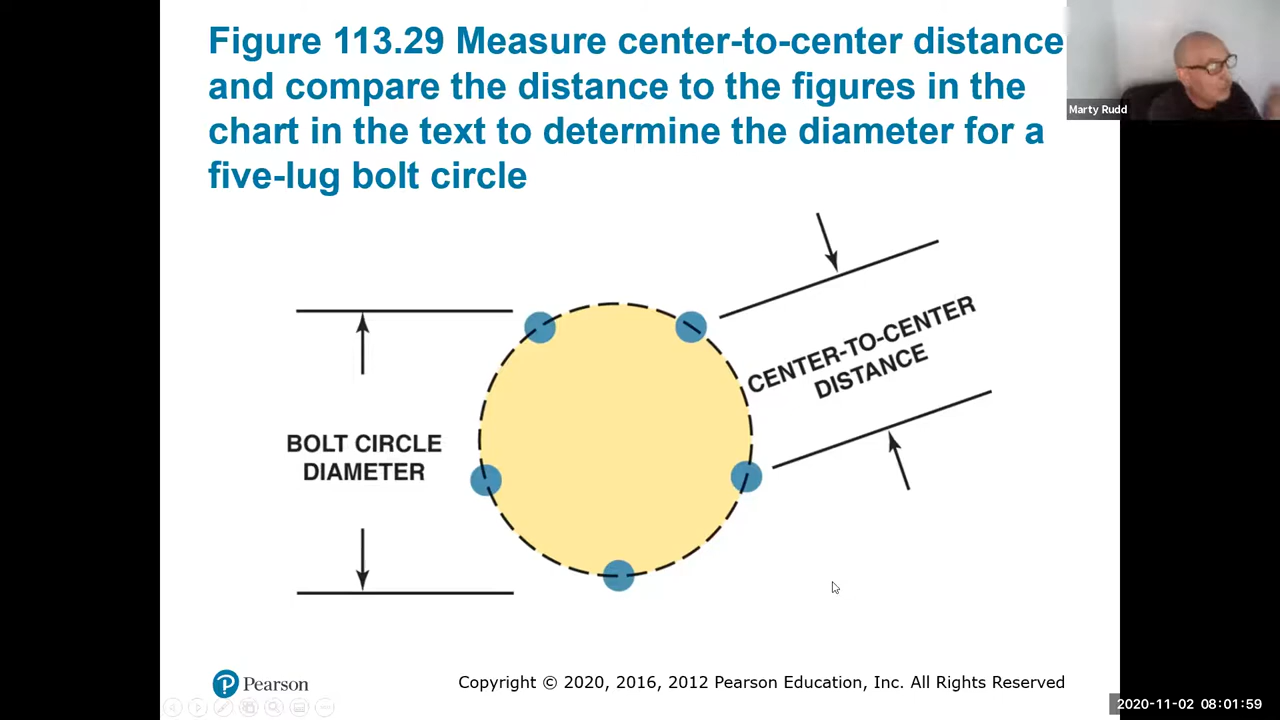 Figure 113.29 Measure center-to-center distance
and compare the distance to the figures in the
chart in the text to determine the diameter for a
five-lug bolt circle
Marty Rudd
CENTER-TO-CENTER
DISTANCE
BOLT CIRCLE
DIAMETER
Pearson
Copyright © 2020, 2016, 2012 Pearson Education, Inc. All Rights Reserved
2020-11-02 08:01:59